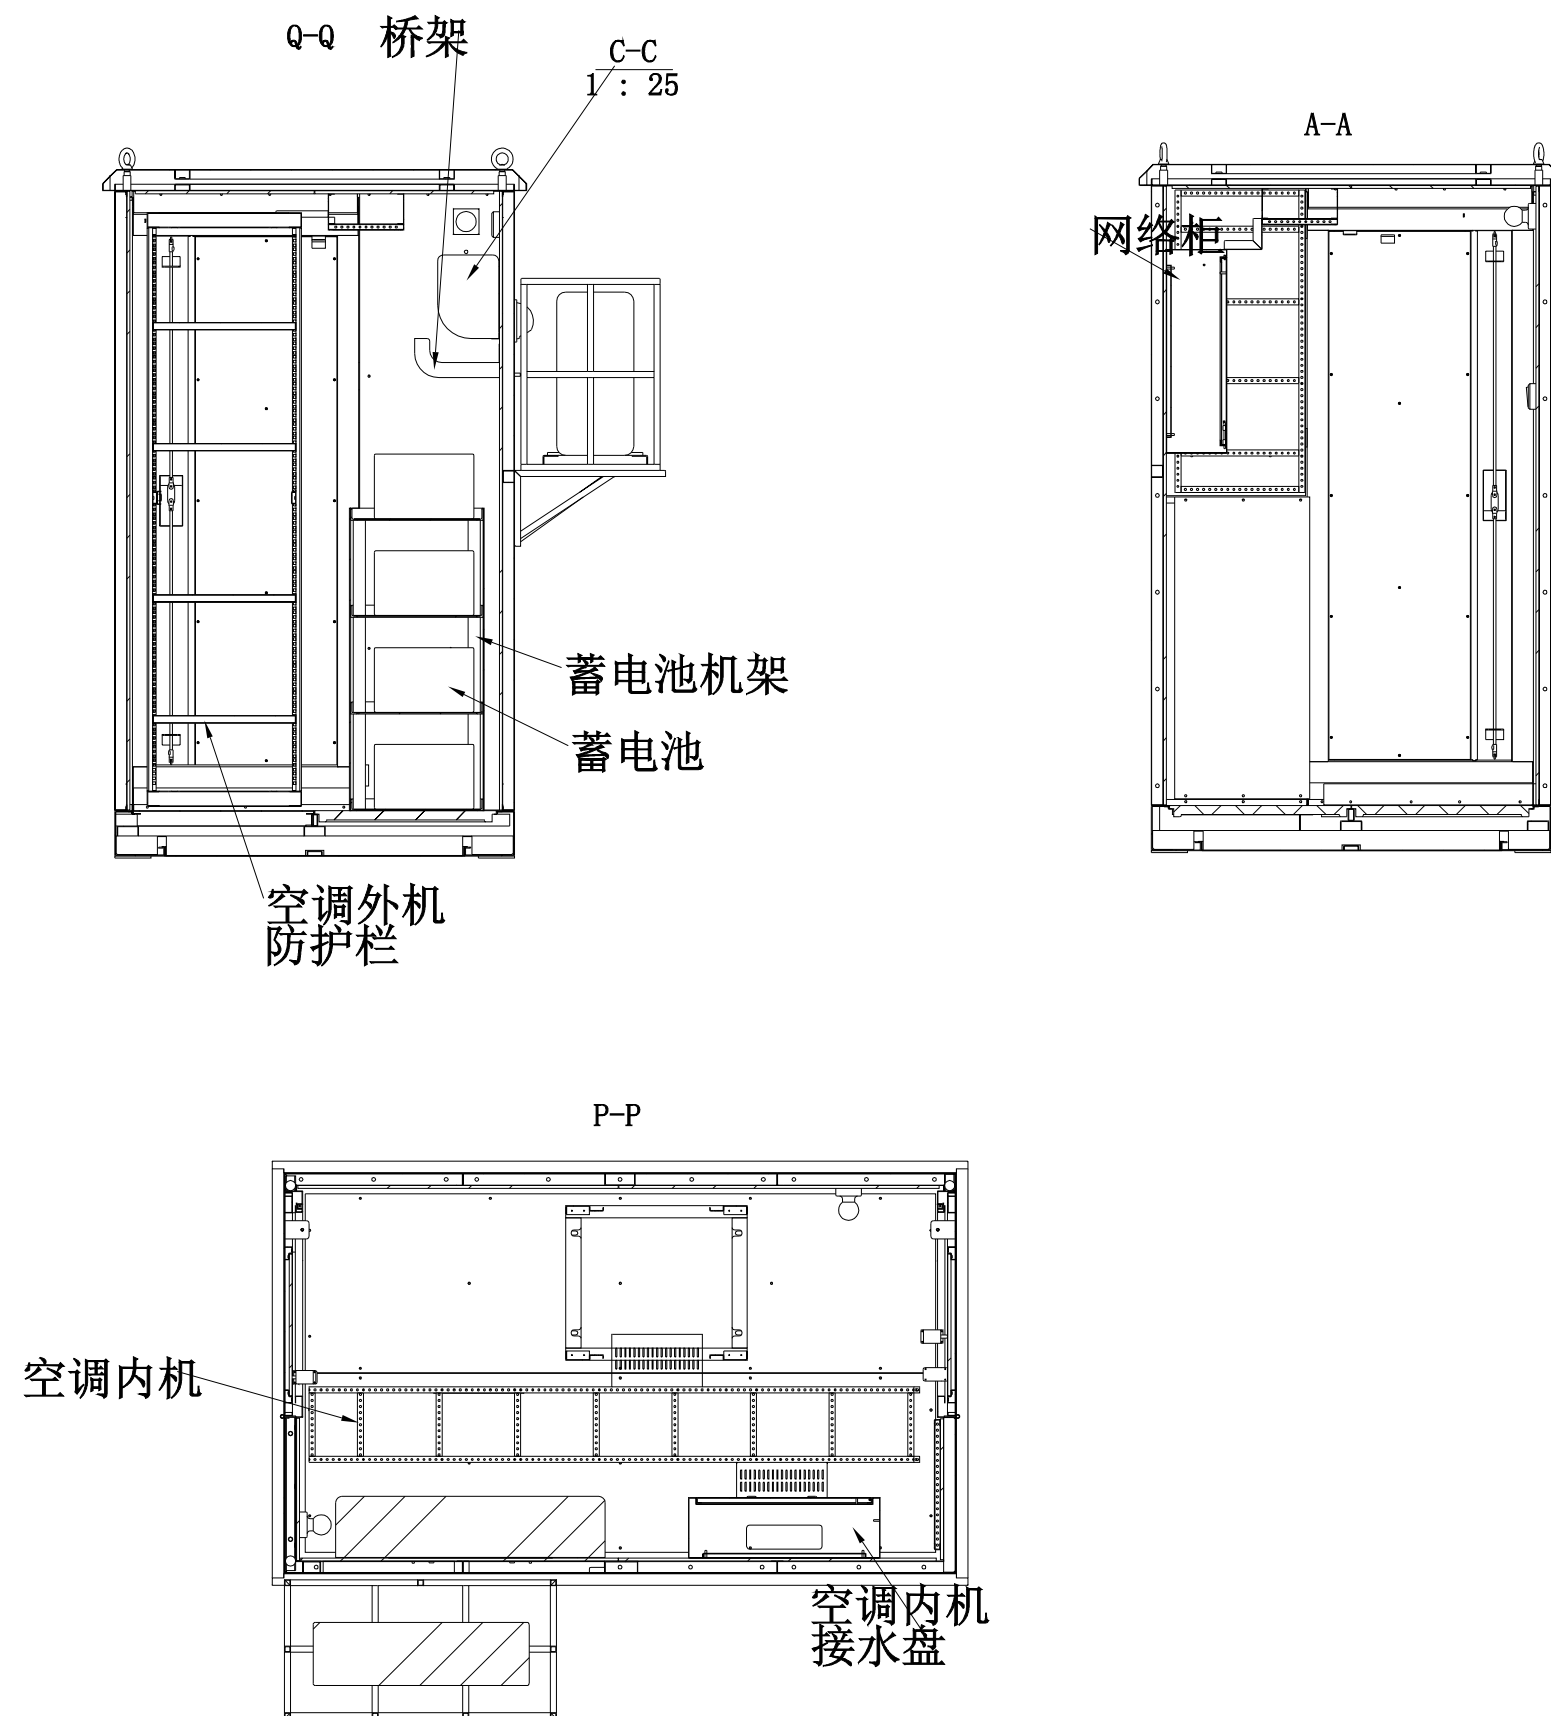 Q-Q
桥架
C-C
1 : 25
A-A
网络柜
蓄电池机架
蓄电池
空调外机
防护栏
P-P
空调内机
空调内机
接水盘